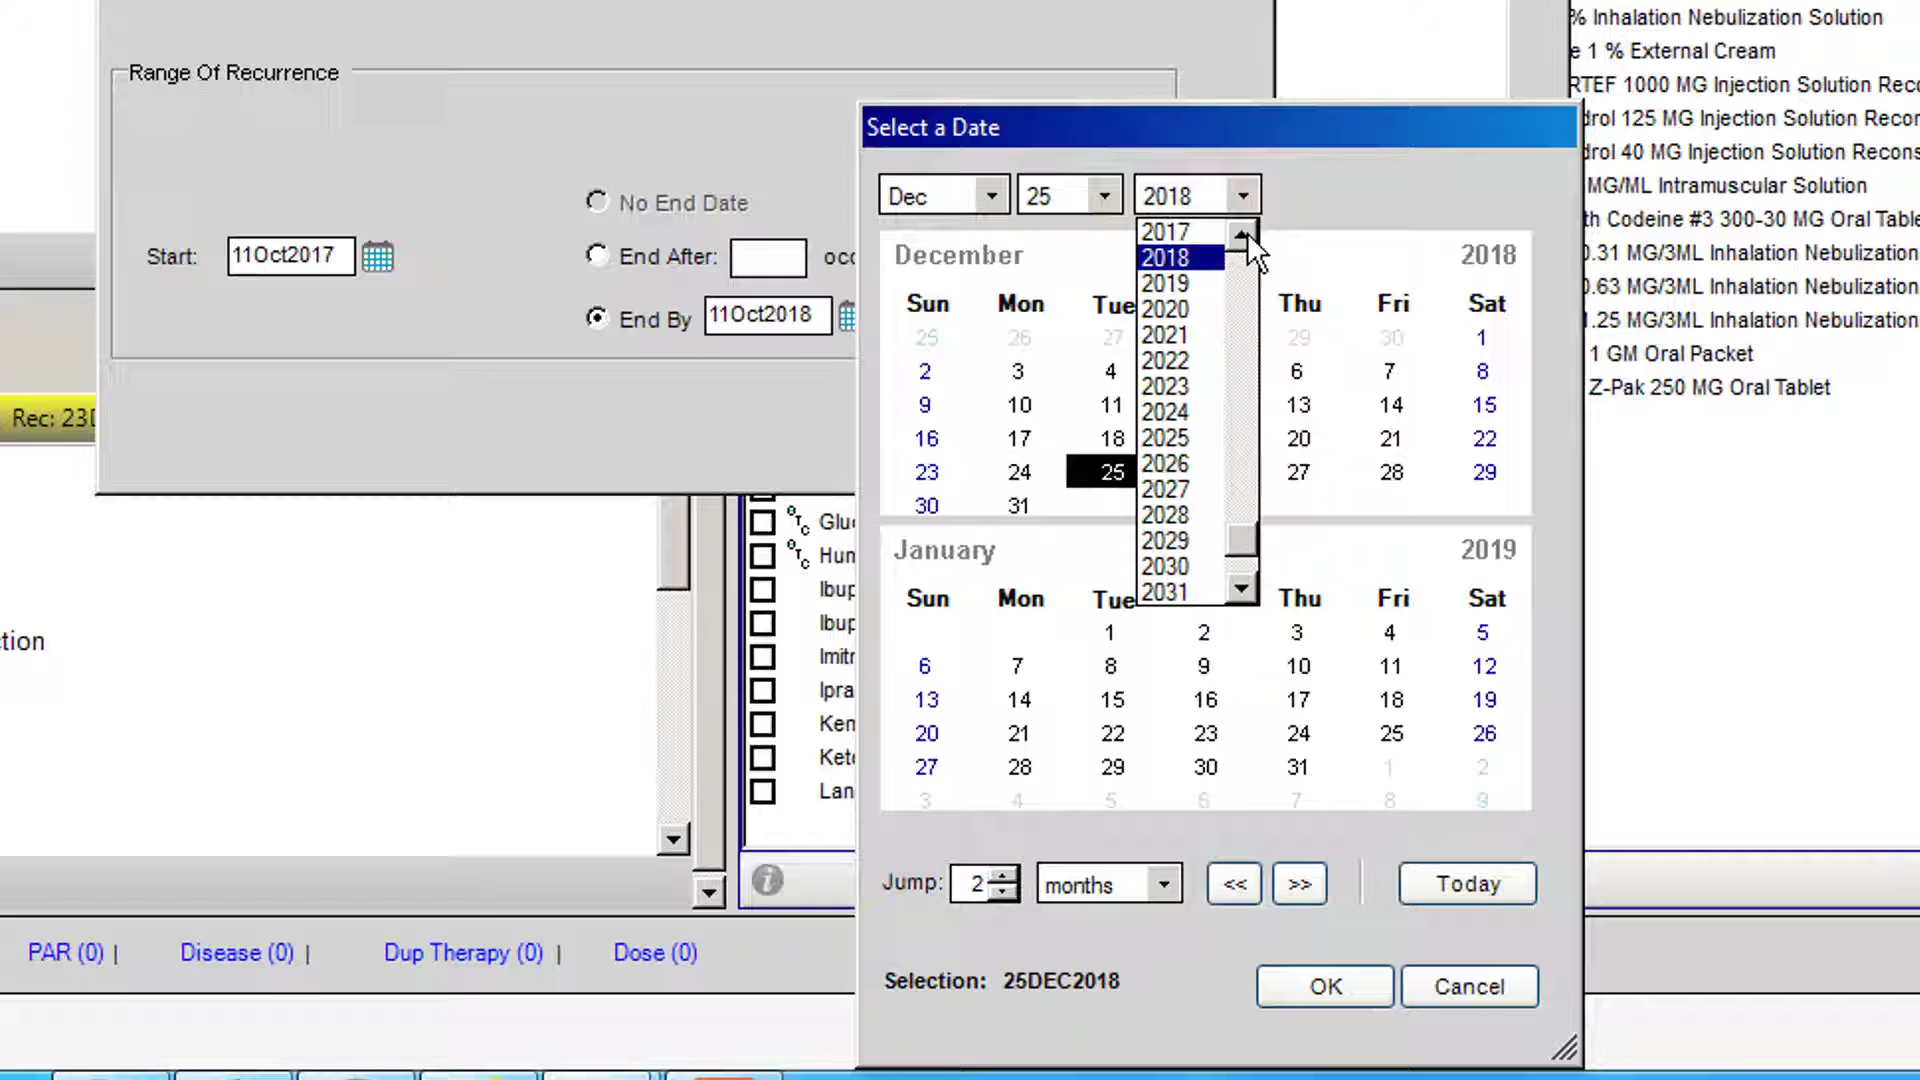 Range Of Recurrence
Start: 11Oct2017
No End Date
End After:
End By 11Oct2018
Rec:
Select a Date
Dec 25 2018
2017
2018
2019
2020
2021
2022
2023
2024
2025
2026
2027
2028
2029
2030
2031
December 2018
Sun Mon Tue Thu Fri Sat
25 26 27 29 30 1
2 3 4 6 7 8
9 10 11 13 14 15
16 17 18 20 21 22
23 24 25 27 28 29
30 31
January 2019
Sun Mon Tue Thu Fri Sat
1 2 3 4 5
6 7 8 9 10 11 12
13 14 15 16 17 18 19
20 21 22 23 24 25 26
27 28 29 30 31 1 2
3 4 5 6 7 8 9
Jump: 2 months << >> Today
Selection: 25DEC2018
OK Cancel
% Inhalation Nebulization Solution
e 1 % External Cream
RTEF 1000 MG Injection Solution Reco
drol 125 MG Injection Solution Recon
drol 40 MG Injection Solution Recons
MG/ML Intramuscular Solution
th Codeine #3 300-30 MG Oral Table
0.31 MG/3ML Inhalation Nebulization
0.63 MG/3ML Inhalation Nebulization
1.25 MG/3ML Inhalation Nebulization
1 GM Oral Packet
Z-Pak 250 MG Oral Tablet
tion
Glu
Hum
Ibup
Ibup
Imitr
Ipra
Ken
Keto
Lan
PAR (0) | Disease (0) | Dup Therapy (0) | Dose (0)